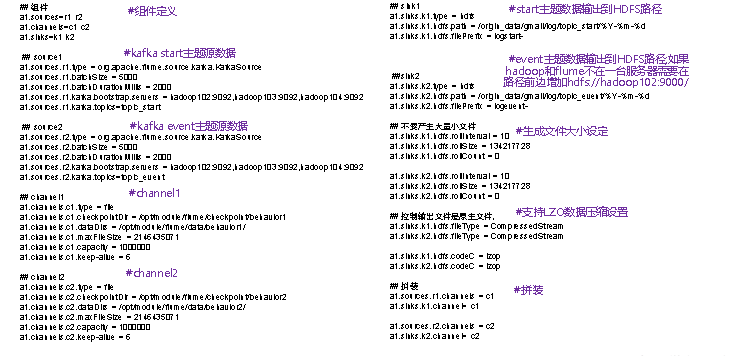 ## 组件
#组件定义
a1.sources=r1 r2
a1.channels=c1 c2
a1.sinks=k1 k2
## source1
#kafka start主题原数据
a1.sources.r1.type = org.apache.flume.source.kafka.KafkaSource
a1.sources.r1.batchSize = 5000
a1.sources.r1.batchDurationMillis = 2000
a1.sources.r1.kafka.bootstrap.servers = hadoop102:9092,hadoop103:9092,hadoop104:9092
a1.sources.r1.kafka.topics=topic_start
## source2
#kafka event主题原数据
a1.sources.r2.type = org.apache.flume.source.kafka.KafkaSource
a1.sources.r2.batchSize = 5000
a1.sources.r2.batchDurationMillis = 2000
a1.sources.r2.kafka.bootstrap.servers = hadoop102:9092,hadoop103:9092,hadoop104:9092
a1.sources.r2.kafka.topics=topic_event
## channel1
#channel1
a1.channels.c1.type = file
a1.channels.c1.checkpointDir = /opt/module/flume/checkpoint/behavior1
a1.channels.c1.dataDirs = /opt/module/flume/data/behavior1/
a1.channels.c1.maxFileSize = 2146435071
a1.channels.c1.capacity = 1000000
a1.channels.c1.keep-alive = 6
## channel2
#channel2
a1.channels.c2.type = file
a1.channels.c2.checkpointDir = /opt/module/flume/checkpoint/behavior2
a1.channels.c2.dataDirs = /opt/module/flume/data/behavior2/
a1.channels.c2.maxFileSize = 2146435071
a1.channels.c2.capacity = 1000000
a1.channels.c2.keep-alive = 6
## sink1
#start主题数据输出到HDFS路径
a1.sinks.k1.type = hdfs
a1.sinks.k1.hdfs.path = /origin_data/gmall/log/topic_start/%Y-%m-%d
a1.sinks.k1.hdfs.filePrefix = logstart-
#event主题数据输出到HDFS路径;如果
hadoop和flume不在一台服务器需要在
路径前边增加hdfs://hadoop102:9000/
##sink2
a1.sinks.k2.type = hdfs
a1.sinks.k2.hdfs.path = /origin_data/gmall/log/topic_event/%Y-%m-%d
a1.sinks.k2.hdfs.filePrefix = logevent-
## 不要产生大量小文件
#生成文件大小设定
a1.sinks.k1.hdfs.rollInterval = 10
a1.sinks.k1.hdfs.rollSize = 134217728
a1.sinks.k1.hdfs.rollCount = 0
a1.sinks.k2.hdfs.rollInterval = 10
a1.sinks.k2.hdfs.rollSize = 134217728
a1.sinks.k2.hdfs.rollCount = 0
## 控制输出文件是原生文件.
#支持LZO数据压缩设置
a1.sinks.k1.hdfs.fileType = CompressedStream
a1.sinks.k2.hdfs.fileType = CompressedStream
a1.sinks.k1.hdfs.codeC = lzop
a1.sinks.k2.hdfs.codeC = lzop
## 拼装
#拼装
a1.sources.r1.channels = c1
a1.sinks.k1.channel= c1
a1.sources.r2.channels = c2
a1.sinks.k2.channel= c2